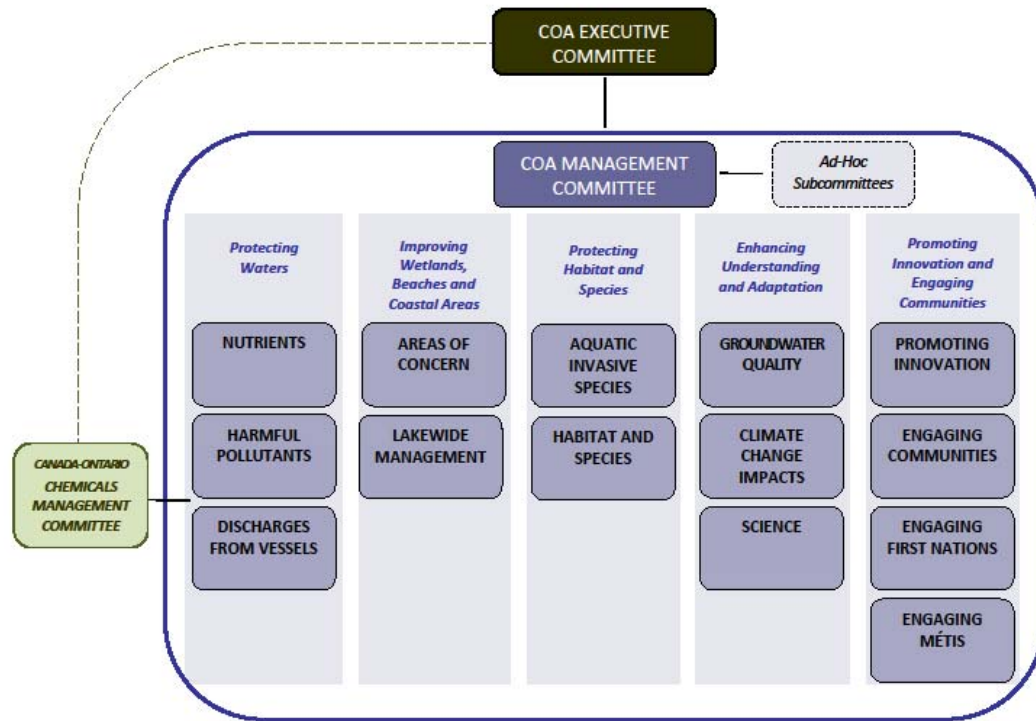 COA EXECUTIVE
COMMITTEE
COA MANAGEMENT
COMMITTEE
Ad-Hoc
Subcommittees
Protecting
Waters
NUTRIENTS
HARMFUL
POLLUTANTS
DISCHARGES
FROM VESSELS
Improving
Wetlands,
Beaches and
Coastal Areas
AREAS OF
CONCERN
LAKEWIDE
MANAGEMENT
Protecting
Habitat and
Species
AQUATIC
INVASIVE
SPECIES
HABITAT AND
SPECIES
Enhancing
Understanding
and Adaptation
GROUNDWATER
QUALITY
CLIMATE
CHANGE
IMPACTS
SCIENCE
Promoting
Innovation and
Engaging
Communities
PROMOTING
INNOVATION
ENGAGING
COMMUNITIES
ENGAGING
FIRST NATIONS
ENGAGING
MÉTIS
CANADA-ONTARIO
CHEMICALS
MANAGEMENT
COMMITTEE